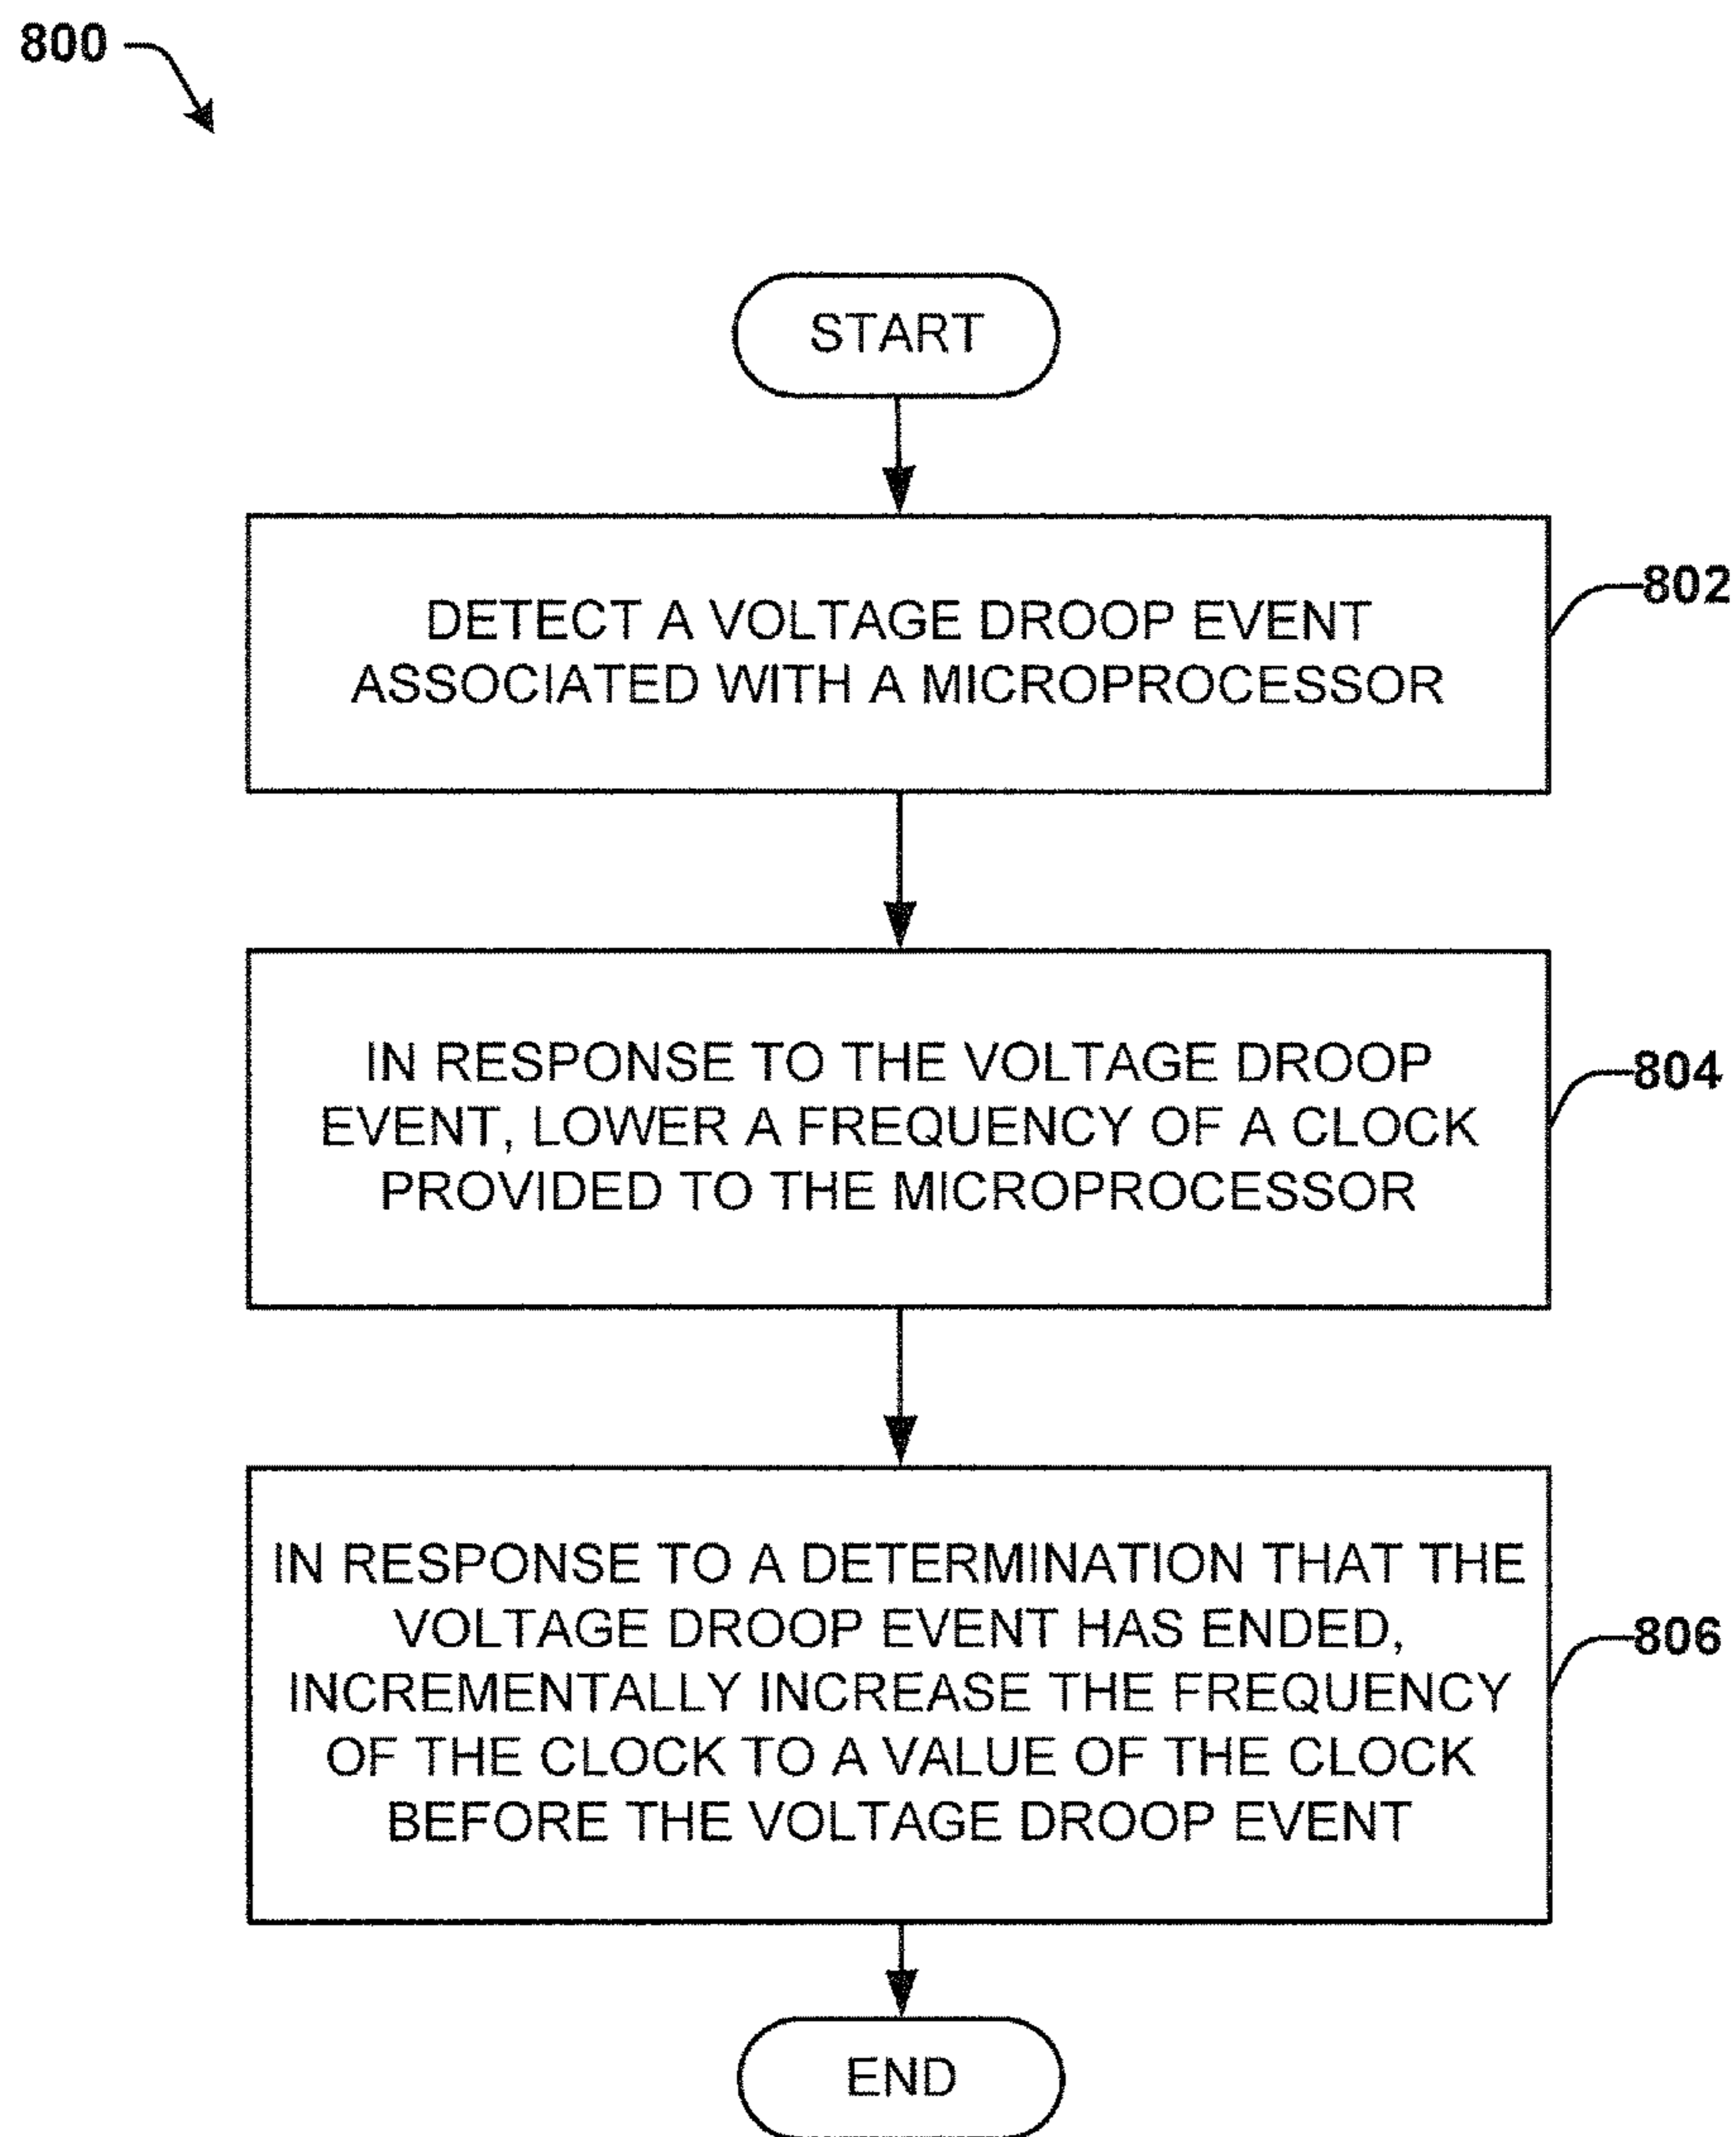 800
START
DETECT A VOLTAGE DROOP EVENT
ASSOCIATED WITH A MICROPROCESSOR
802
IN RESPONSE TO THE VOLTAGE DROOP
EVENT, LOWER A FREQUENCY OF A CLOCK
PROVIDED TO THE MICROPROCESSOR
804
IN RESPONSE TO A DETERMINATION THAT THE
VOLTAGE DROOP EVENT HAS ENDED,
INCREMENTALLY INCREASE THE FREQUENCY
OF THE CLOCK TO A VALUE OF THE CLOCK
BEFORE THE VOLTAGE DROOP EVENT
806
END